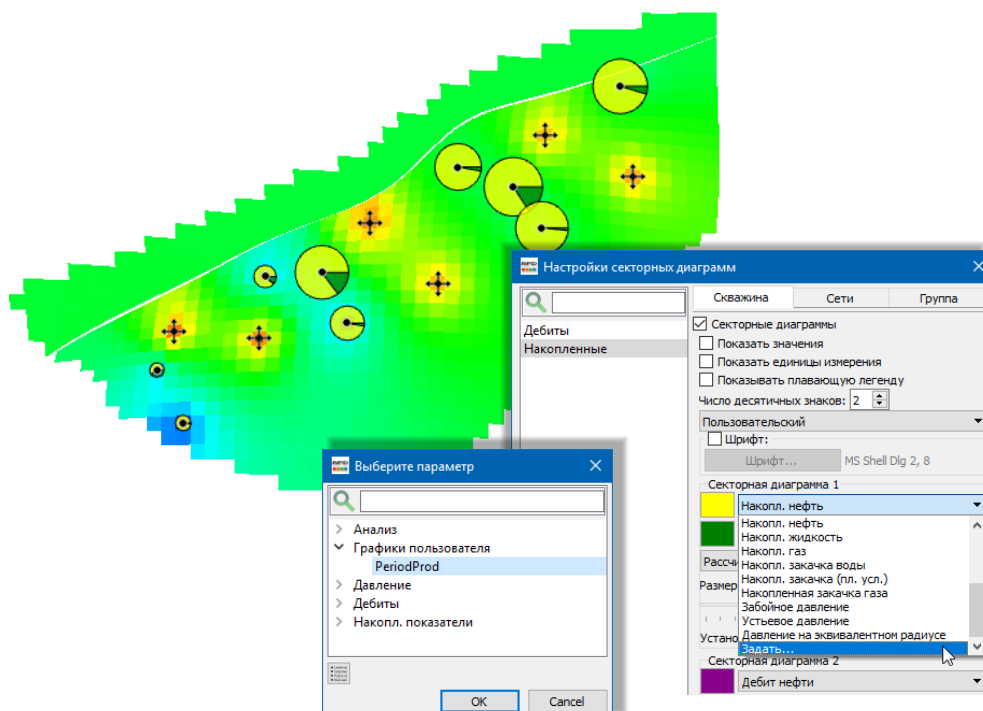 Настройки секторных диаграмм
Скважина
Сети
Группа
Дебиты
Накопленные
Секторные диаграммы
Показать значения
Показать единицы измерения
Показывать плавающую легенду
Число десятичных знаков: 2
Пользовательский
Шрифт:
Шрифт...
MS Shell Dlg 2, 8
Секторная диаграмма 1
Накопл. нефть
Накопл. нефть
Накопл. жидкость
Накопл. газ
Накопл. закачка воды
Накопл. закачка (пл. усл.)
Накопленная закачка газа
Забойное давление
Устьевое давление
Давление на эквивалентном радиусе
Задать...
Рассчи
Размер
Устано
Секторная диаграмма 2
Дебит нефти
Выберите параметр
Анализ
Графики пользователя
PeriodProd
Давление
Дебиты
Накопл. показатели
OK
Cancel